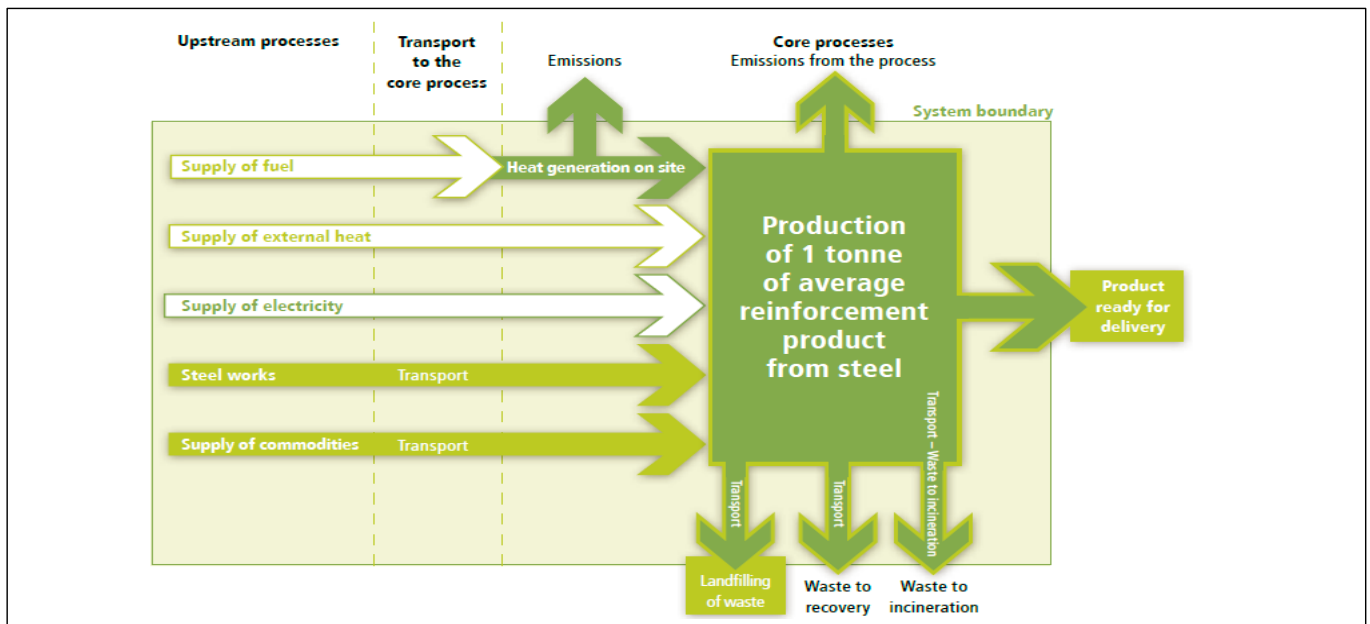 Upstream processes
Transport
to the
core process
Emissions
Core processes
Emissions from the process
System boundary
Supply of fuel
Heat generation on site
Supply of external heat
Supply of electricity
Steel works
Transport
Supply of commodities
Transport
Production
of 1 tonne
of average
reinforcement
product
from steel
Product
ready for
delivery
Transport
Transport
Transport – Waste to incineration
Landfilling
of waste
Waste to
recovery
Waste to
incineration